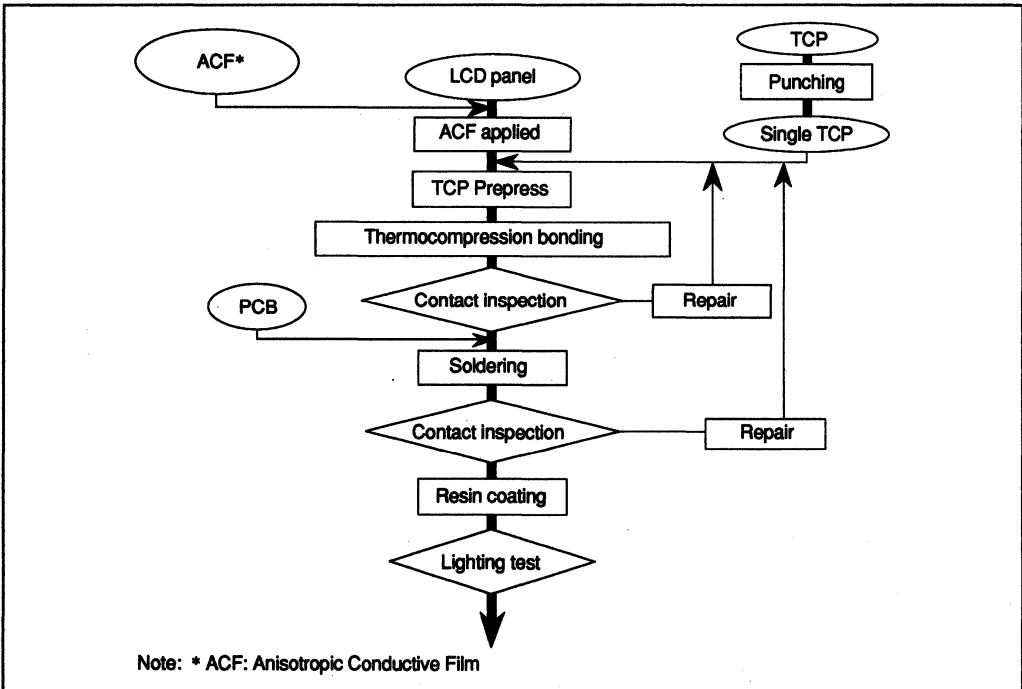 ACF*
LCD panel
TCP
Punching
Single TCP
ACF applied
TCP Prepress
Thermocompression bonding
Contact inspection
Repair
PCB
Soldering
Contact inspection
Repair
Resin coating
Lighting test
Note: * ACF: Anisotropic Conductive Film